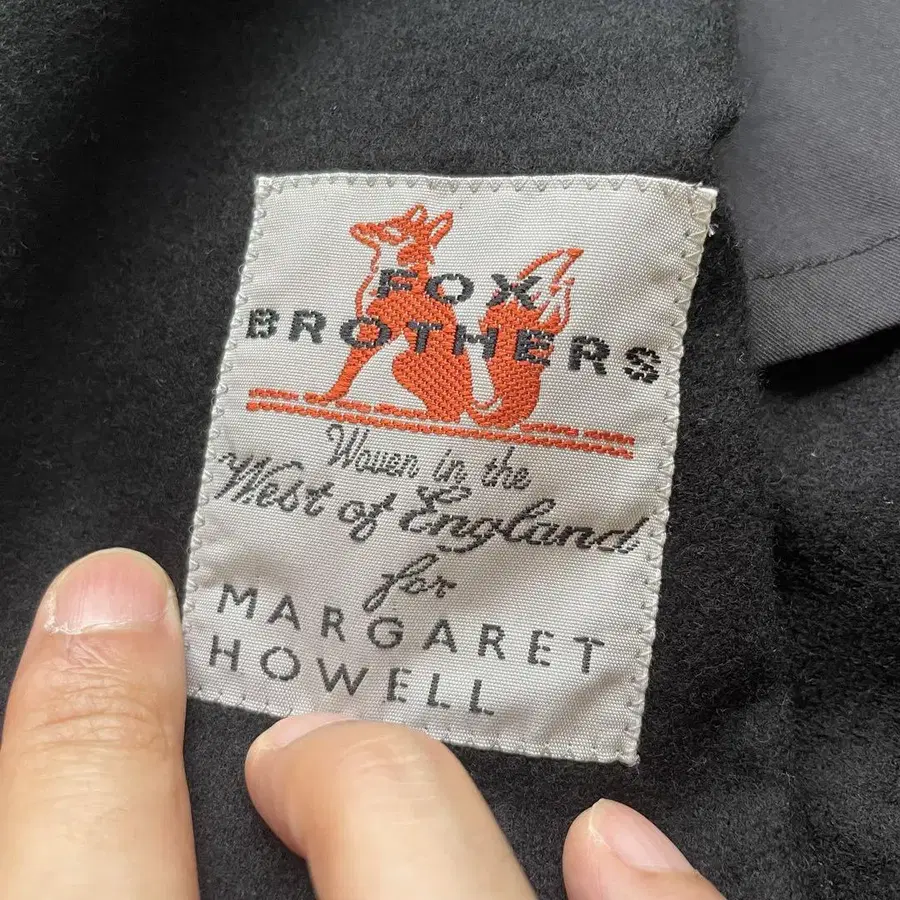 FOX
BROTHERS
Woven in the
West of England
for
MARGARET
HOWELL